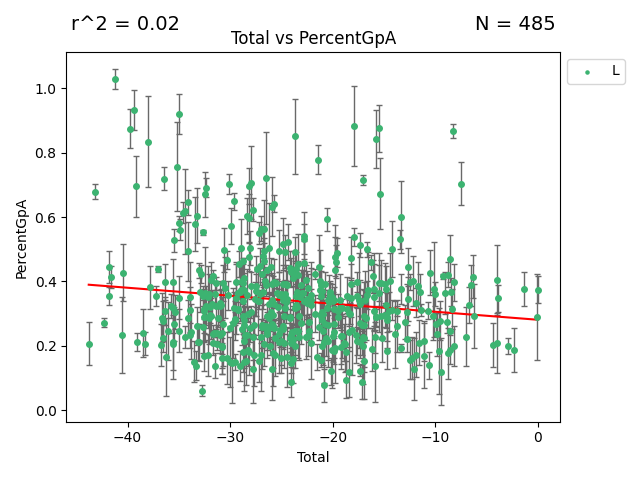 r^2 = 0.02
N = 485
Total vs PercentGpA
L
PercentGpA
1.0
0.8
0.6
0.4
0.2
0.0
−40
−30
−20
−10
0
Total